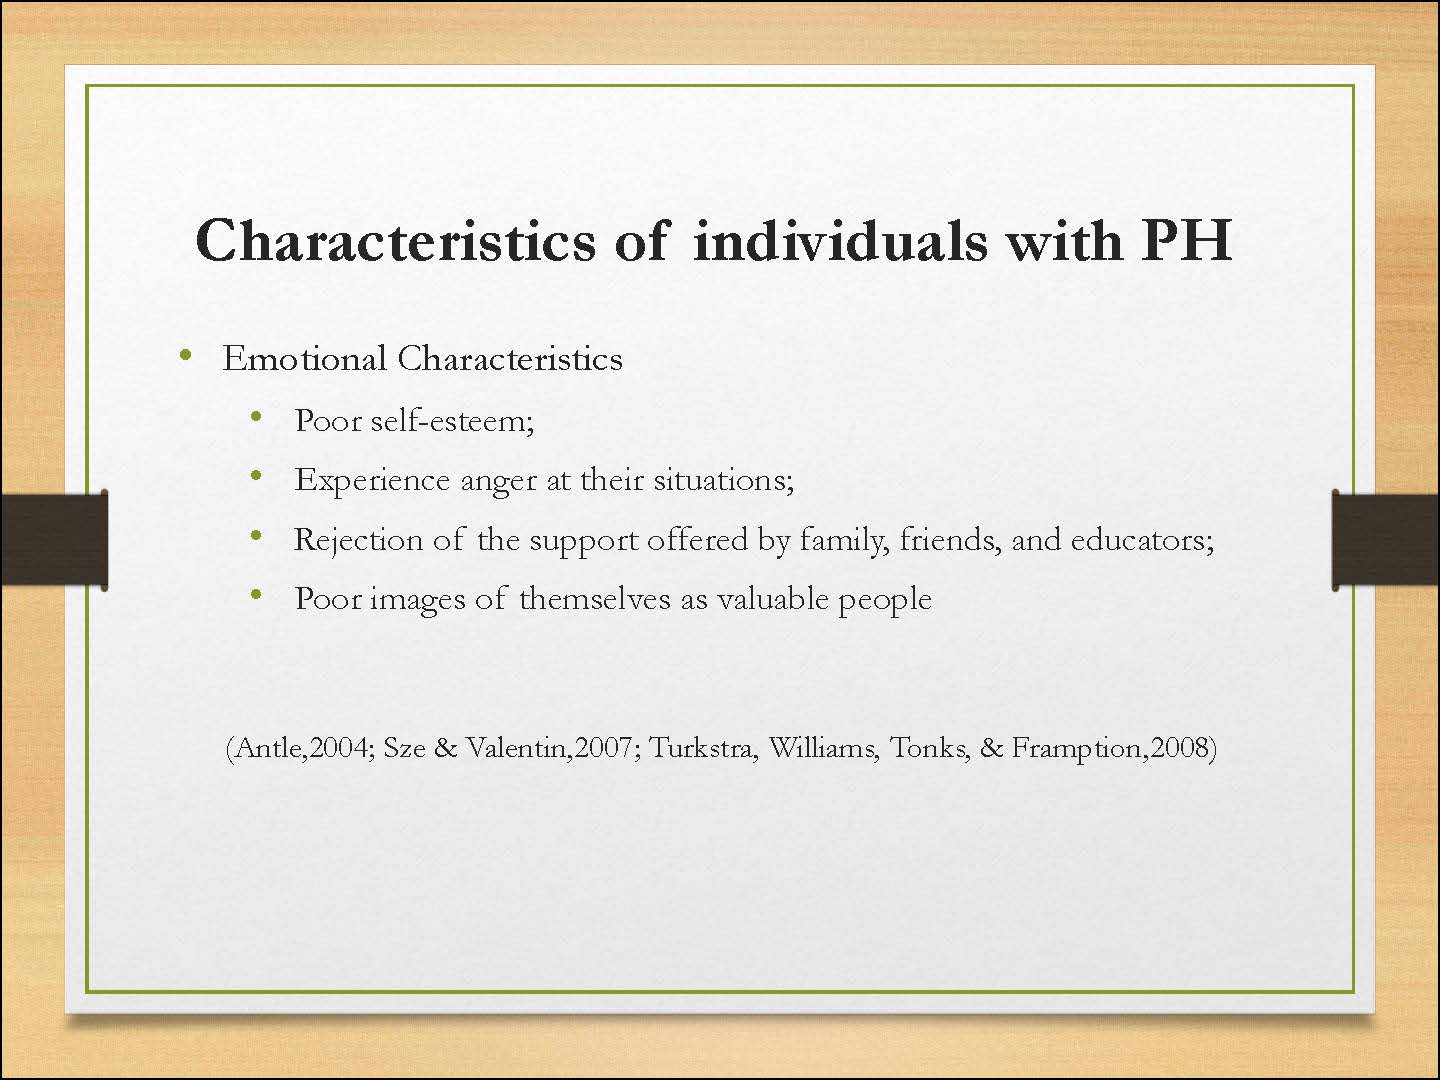 Characteristics of individuals with PH
• Emotional Characteristics
• Poor self-esteem;
• Experience anger at their situations;
• Rejection of the support offered by family, friends, and educators;
• Poor images of themselves as valuable people
(Antle,2004; Sze & Valentin,2007; Turkstra, Williams, Tonks, & Framption,2008)